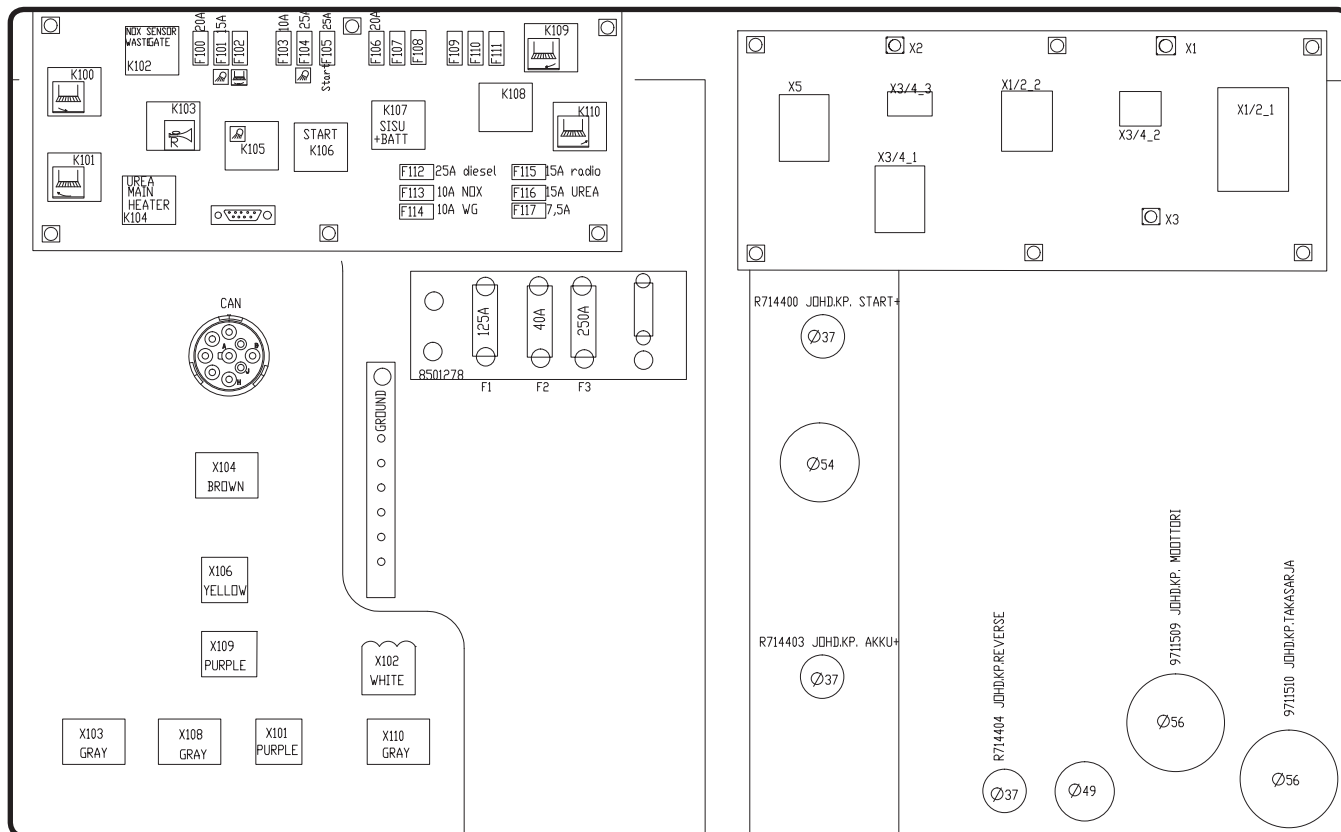 NOX SENSOR
WASTIGATE
K102
20A
F100
15A
F101
F102
10A
F103
25A
F104
25A
F105
Start
20A
F106
F107
F108
F109
F110
F111
K109
K100
K103
R
K105
START
K106
K107
SISU
+BATT
K108
K110
K101
UREA
MAIN
HEATER
K104
F112 25A diesel
F113 10A NOX
F114 10A WG
F115 15A radio
F116 15A UREA
F117 7,5A
X2
X1
X5
X3/4_3
X1/2_2
X3/4_2
X1/2_1
X3/4_1
X3
CAN
A
B
J
H
GROUND
125A
40A
250A
8501278
F1
F2
F3
R714400 JOHD.KP. START+
Ø37
Ø54
R714403 JOHD.KP. AKKU+
Ø37
X104
BROWN
X106
YELLOW
X109
PURPLE
X102
WHITE
X103
GRAY
X108
GRAY
X101
PURPLE
X110
GRAY
R714404 JOHD.KP.REVERSE
Ø37
Ø49
9711509 JOHD.KP. MOOTTORI
Ø56
9711510 JOHD.KP.TAKASARJA
Ø56